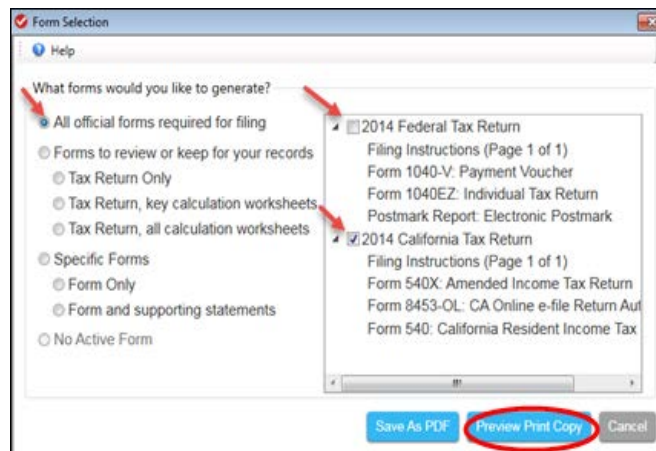 Form Selection
Help
What forms would you like to generate?
All official forms required for filing
Forms to review or keep for your records
Tax Return Only
Tax Return, key calculation worksheets
Tax Return, all calculation worksheets
Specific Forms
Form Only
Form and supporting statements
No Active Form
2014 Federal Tax Return
Filing Instructions (Page 1 of 1)
Form 1040-V: Payment Voucher
Form 1040EZ: Individual Tax Return
Postmark Report: Electronic Postmark
2014 California Tax Return
Filing Instructions (Page 1 of 1)
Form 540X: Amended Income Tax Return
Form 8453-OL: CA Online e-file Return Aut
Form 540: California Resident Income Tax
Save As PDF
Preview Print Copy
Cancel